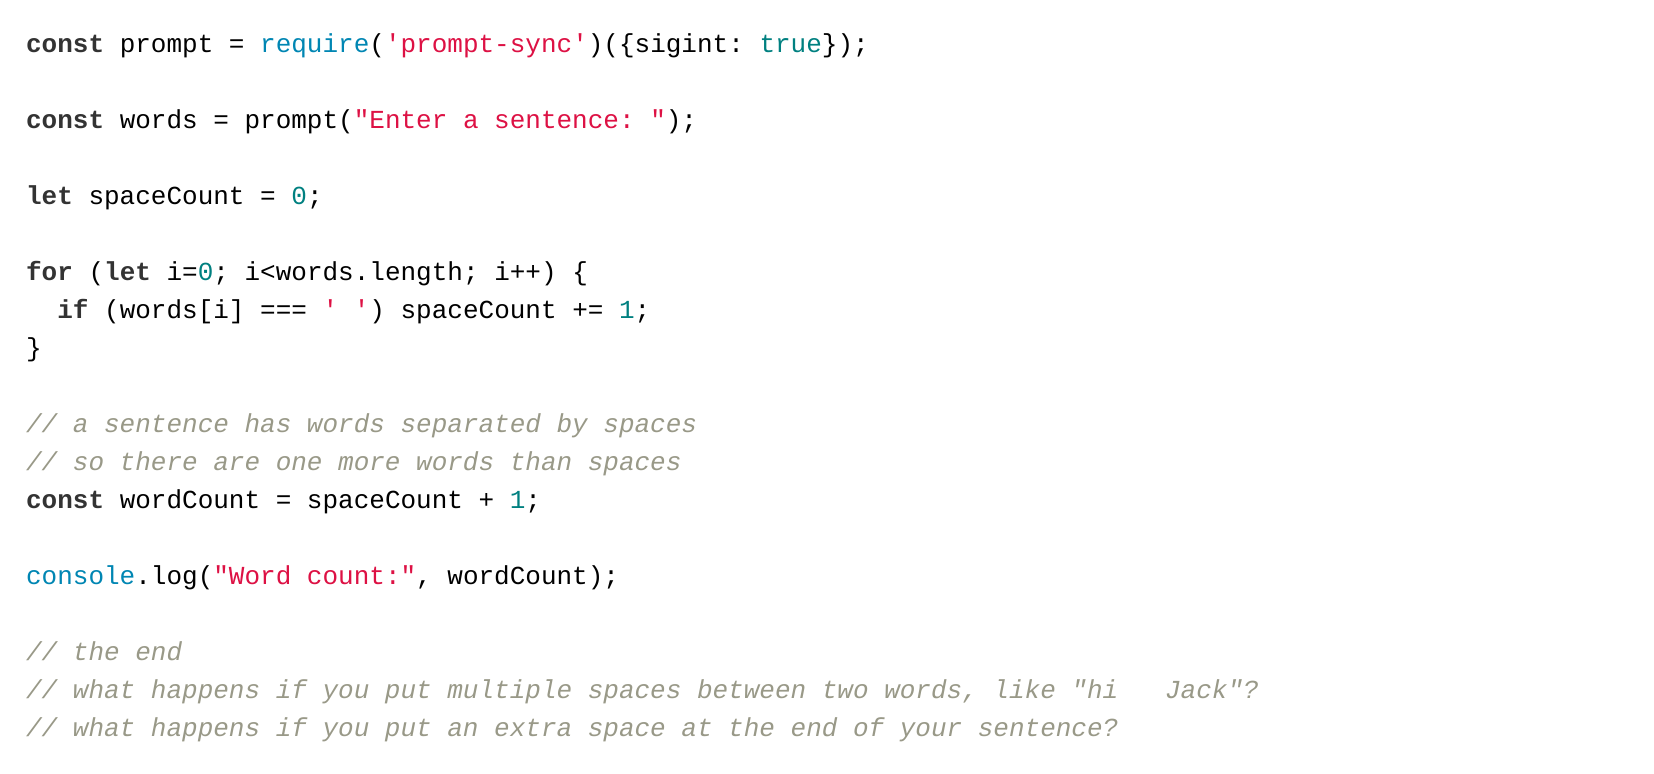 const prompt = require('prompt-sync')({sigint: true});

const words = prompt("Enter a sentence: ");

let spaceCount = 0;

for (let i=0; i<words.length; i++) {
  if (words[i] === ' ') spaceCount += 1;
}

// a sentence has words separated by spaces
// so there are one more words than spaces
const wordCount = spaceCount + 1;

console.log("Word count:", wordCount);

// the end
// what happens if you put multiple spaces between two words, like "hi   Jack"?
// what happens if you put an extra space at the end of your sentence?